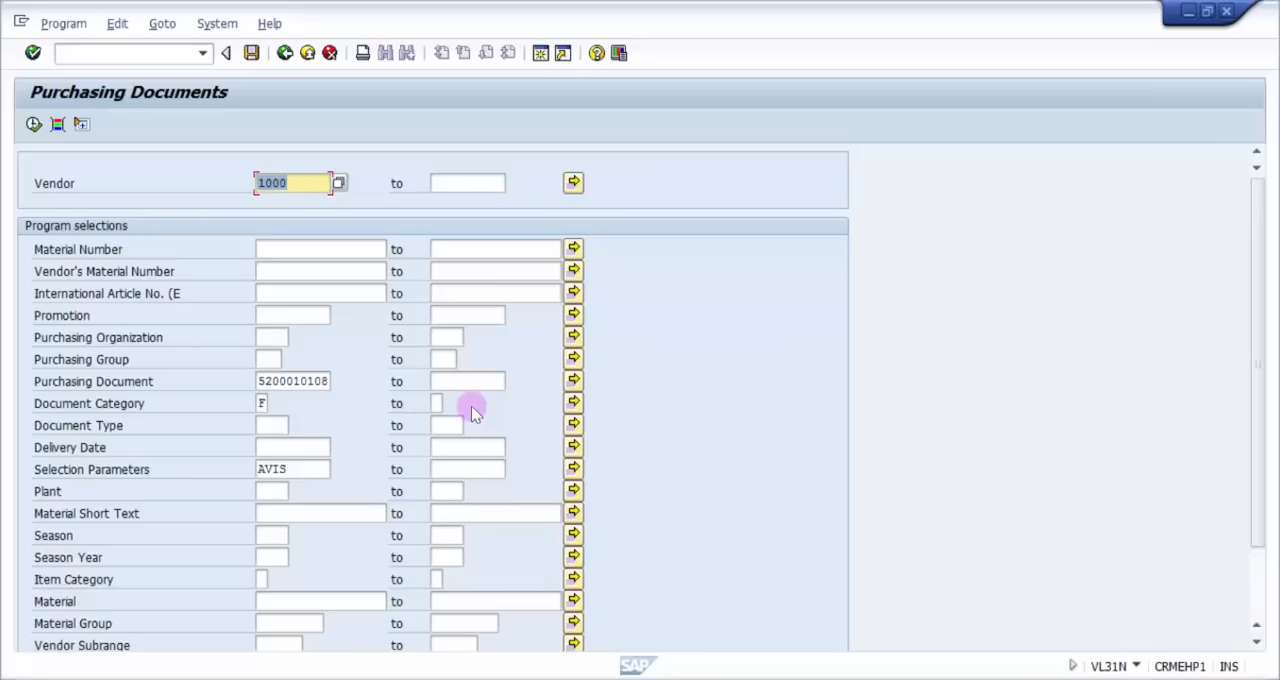 Program Edit Goto System Help
Purchasing Documents
Vendor 1000 to
Program selections
Material Number to
Vendor's Material Number to
International Article No. (E to
Promotion to
Purchasing Organization to
Purchasing Group to
Purchasing Document 5200010108 to
Document Category F to
Document Type to
Delivery Date to
Selection Parameters AVIS to
Plant to
Material Short Text to
Season to
Season Year to
Item Category to
Material to
Material Group to
Vendor Subrange to
SAP VL31N CRMEHP1 INS